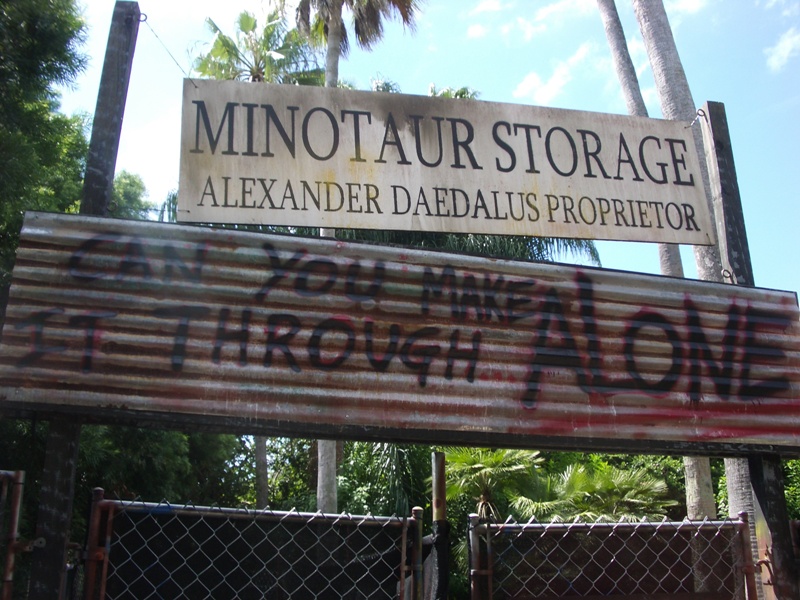 MINOTAUR STORAGE
ALEXANDER DAEDALUS PROPRIETOR
CAN YOU MAKE
IT THROUGH ALONE